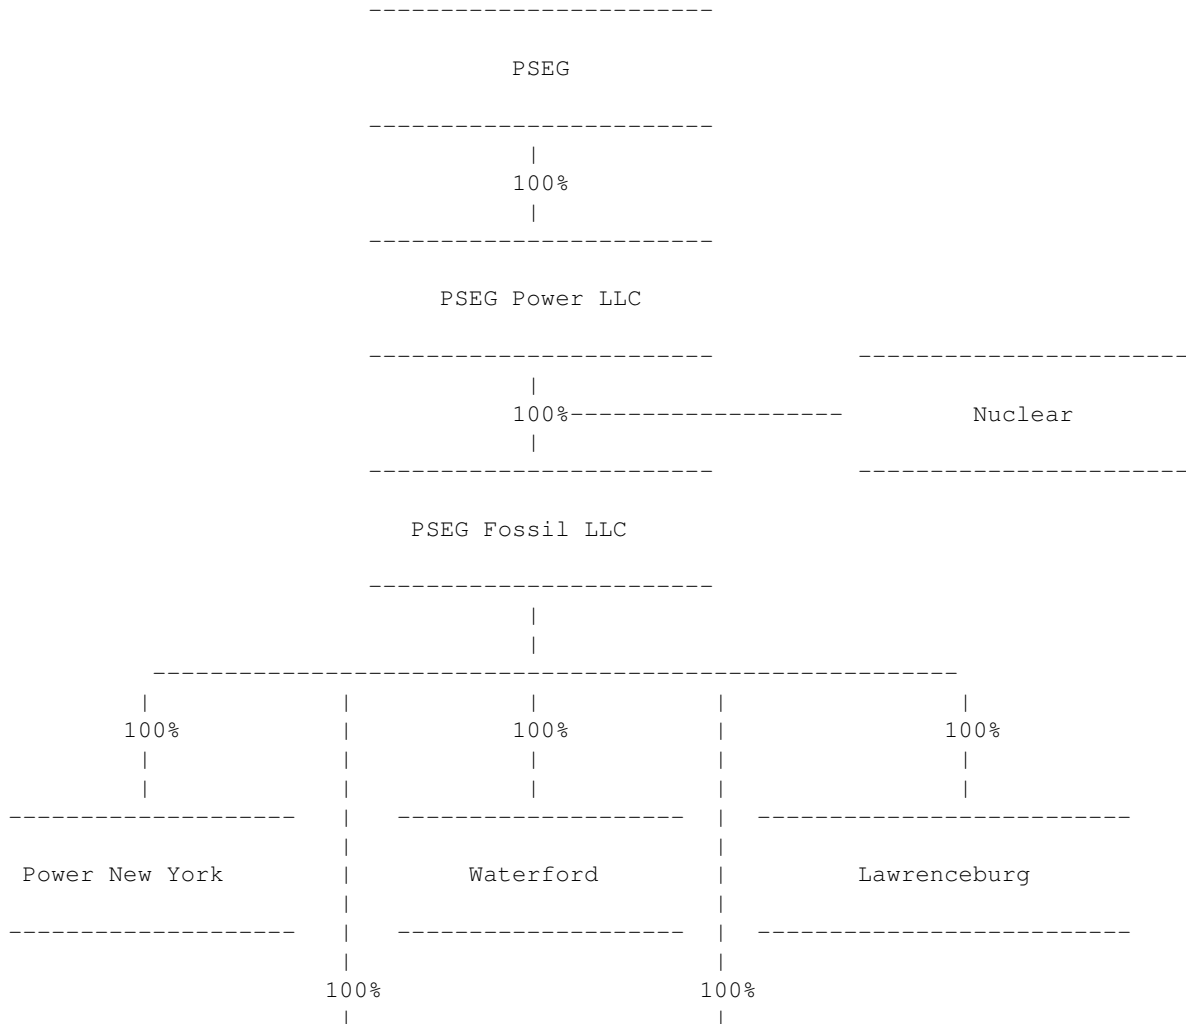 PSEG
100%
PSEG Power LLC
100% Nuclear
PSEG Fossil LLC
100% 100% 100%
Power New York Waterford Lawrenceburg
100% 100%